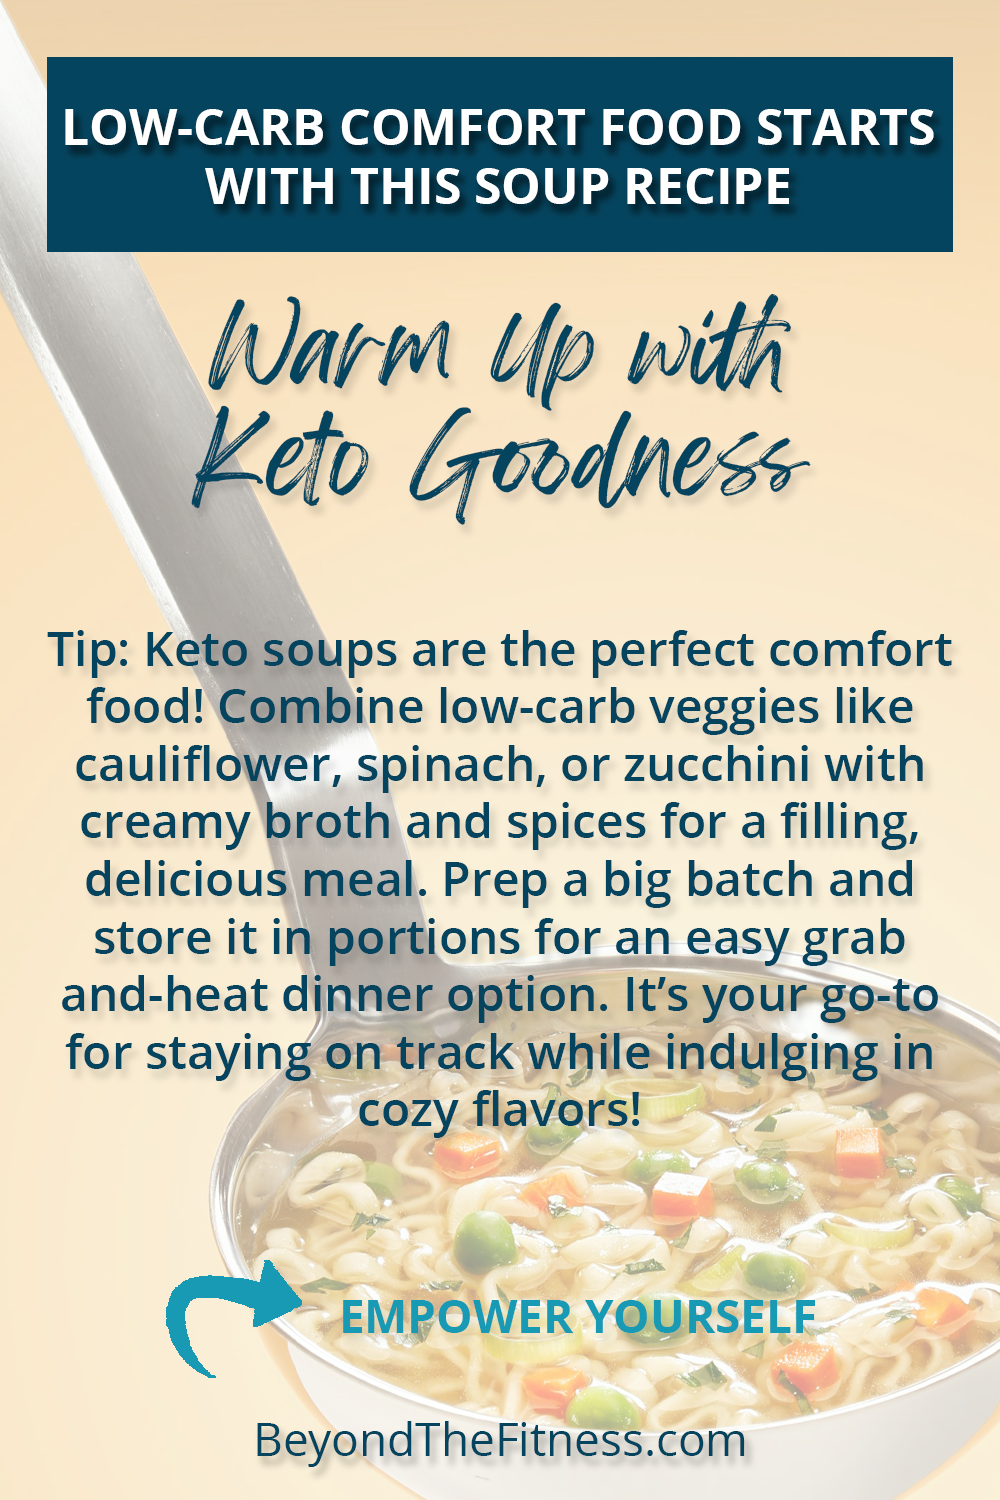 LOW-CARB COMFORT FOOD STARTS
WITH THIS SOUP RECIPE
Warm Up with
Keto Goodness
Tip: Keto soups are the perfect comfort
food! Combine low-carb veggies like
cauliflower, spinach, or zucchini with
creamy broth and spices for a filling,
delicious meal. Prep a big batch and
store it in portions for an easy grab
and-heat dinner option. It’s your go-to
for staying on track while indulging in
cozy flavors!
EMPOWER YOURSELF
BeyondTheFitness.com